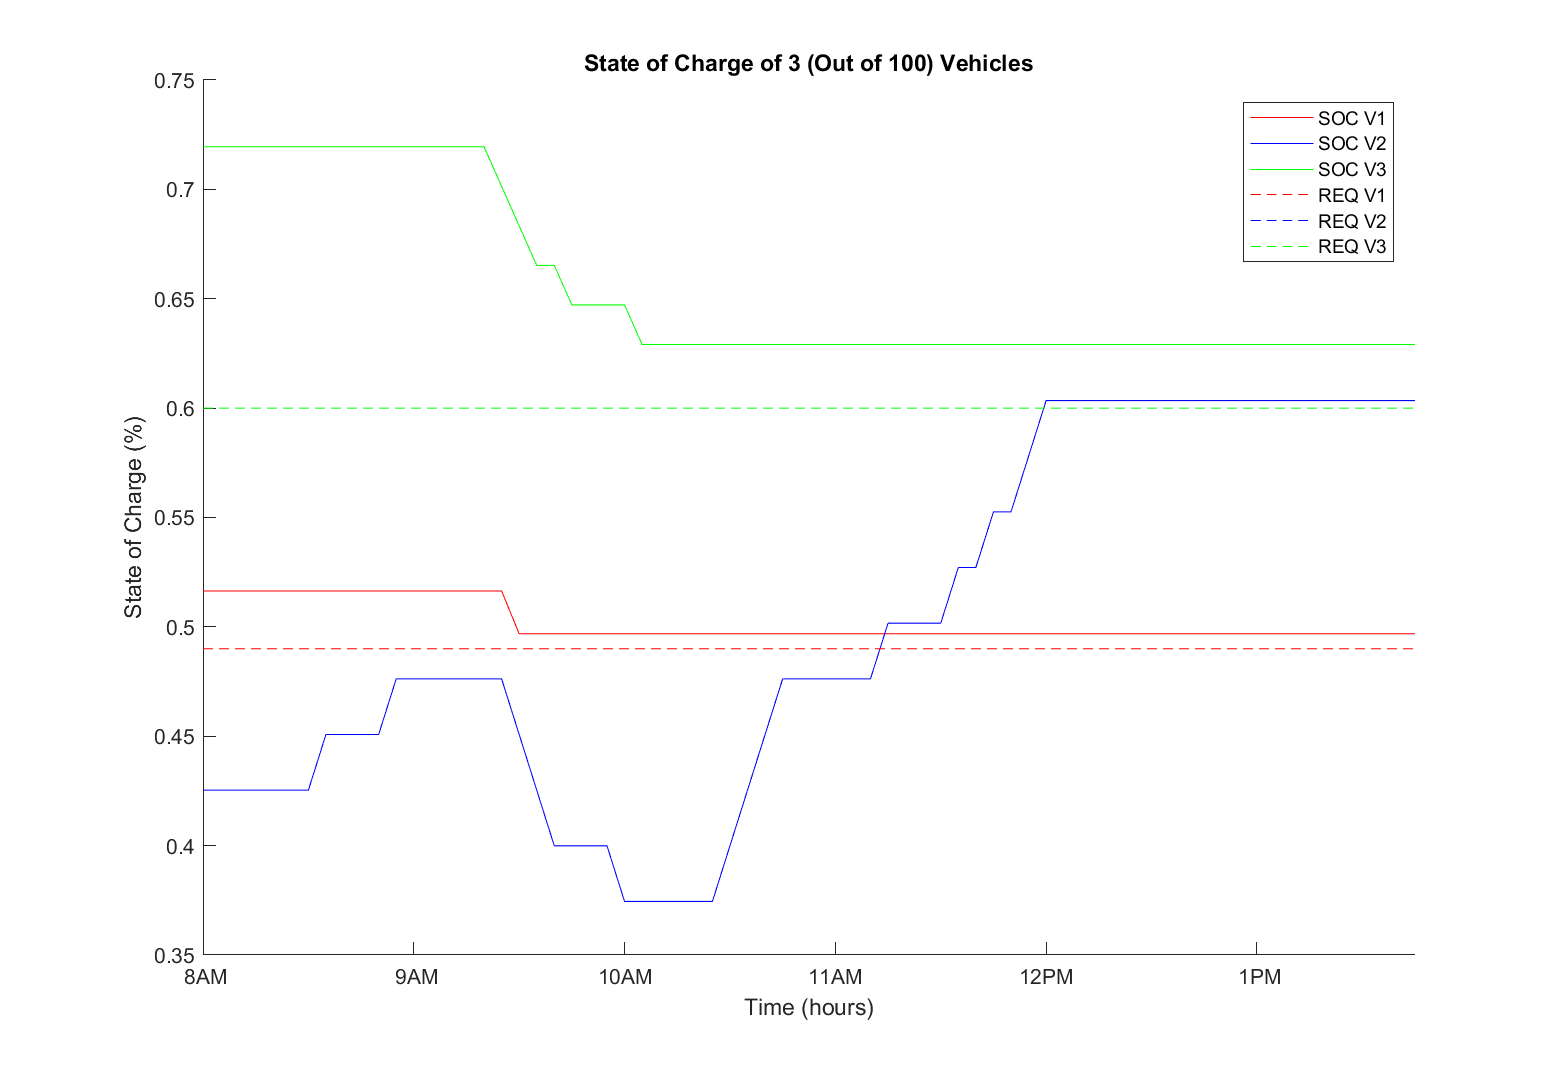 State of Charge of 3 (Out of 100) Vehicles
0.75
0.7
0.65
0.6
0.55
0.5
0.45
0.4
0.35
State of Charge (%)
SOC V1
SOC V2
SOC V3
REQ V1
REQ V2
REQ V3
8AM 9AM 10AM 11AM 12PM 1PM
Time (hours)